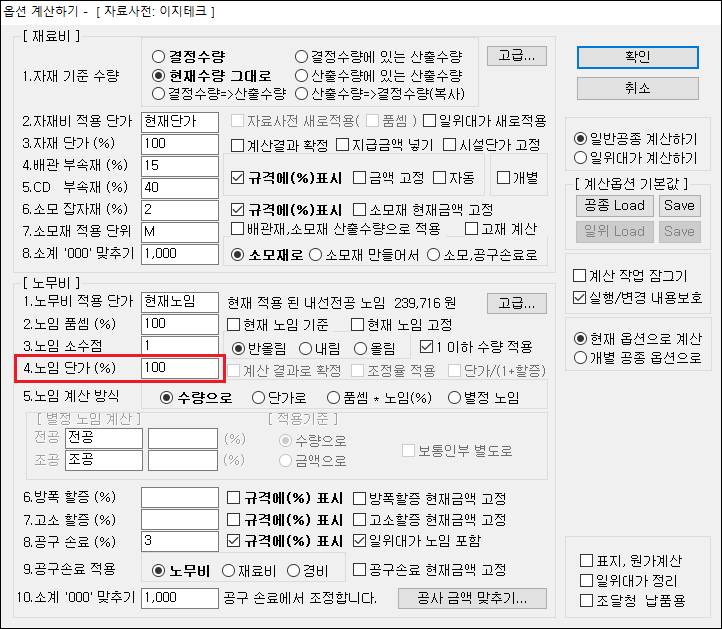 옵션 계산하기 - [ 자료사전: 이지테크 ]
[ 재료비 ]
1.자재 기준 수량
결정수량 결정수량에 있는 산출수량
현재수량 그대로 산출수량에 있는 산출수량
결정수량=>산출수량 산출수량=>결정수량(복사)
고급...
2.자재비 적용 단가 현재단가 자료사전 새로적용( 품셈 ) 일위대가 새로적용
3.자재 단가 (%) 100 계산결과 확정 지급금액 넣기 시설단가 고정
4.배관 부속재 (%) 15
5.CD 부속재 (%) 40
규격에(%)표시 금액 고정 자동 개별
6.소모 잡자재 (%) 2 규격에(%)표시 소모재 현재금액 고정
7.소모재 적용 단위 M 배관재,소모재 산출수량으로 적용 고재 계산
8.소계 '000' 맞추기 1,000 소모재로 소모재 만들어서 소모,공구손료로
[ 노무비 ]
1.노무비 적용 단가 현재노임 현재 적용 된 내선전공 노임 239,716 원 고급...
2.노임 품셈 (%) 100 현재 노임 기준 현재 노임 고정
3.노임 소수점 1 반올림 내림 올림 1 이하 수량 적용
4.노임 단가 (%) 100 계산 결과로 확정 조정율 적용 단가/(1+할증)
5.노임 계산 방식 수량으로 단가로 품셈 * 노임(%) 별정 노임
[ 별정 노임 계산 ] [ 적용기준 ]
전공 전공 (%) 수량으로
조공 조공 (%) 금액으로
보통인부 별도로
6.방폭 할증 (%) 규격에(%) 표시 방폭할증 현재금액 고정
7.고소 할증 (%) 규격에(%) 표시 고소할증 현재금액 고정
8.공구 손료 (%) 3 규격에(%) 표시 일위대가 노임 포함
9.공구손료 적용 노무비 재료비 경비 공구손료 현재금액 고정
10.소계 '000' 맞추기 1,000 공구 손료에서 조정합니다. 공사 금액 맞추기...
확인
취소
일반공종 계산하기
일위대가 계산하기
[ 계산옵션 기본값 ]
공종 Load Save
일위 Load Save
계산 작업 잠그기
실행/변경 내용보호
현재 옵션으로 계산
개별 공종 옵션으로
표지, 원가계산
일위대가 정리
조달청 납품용